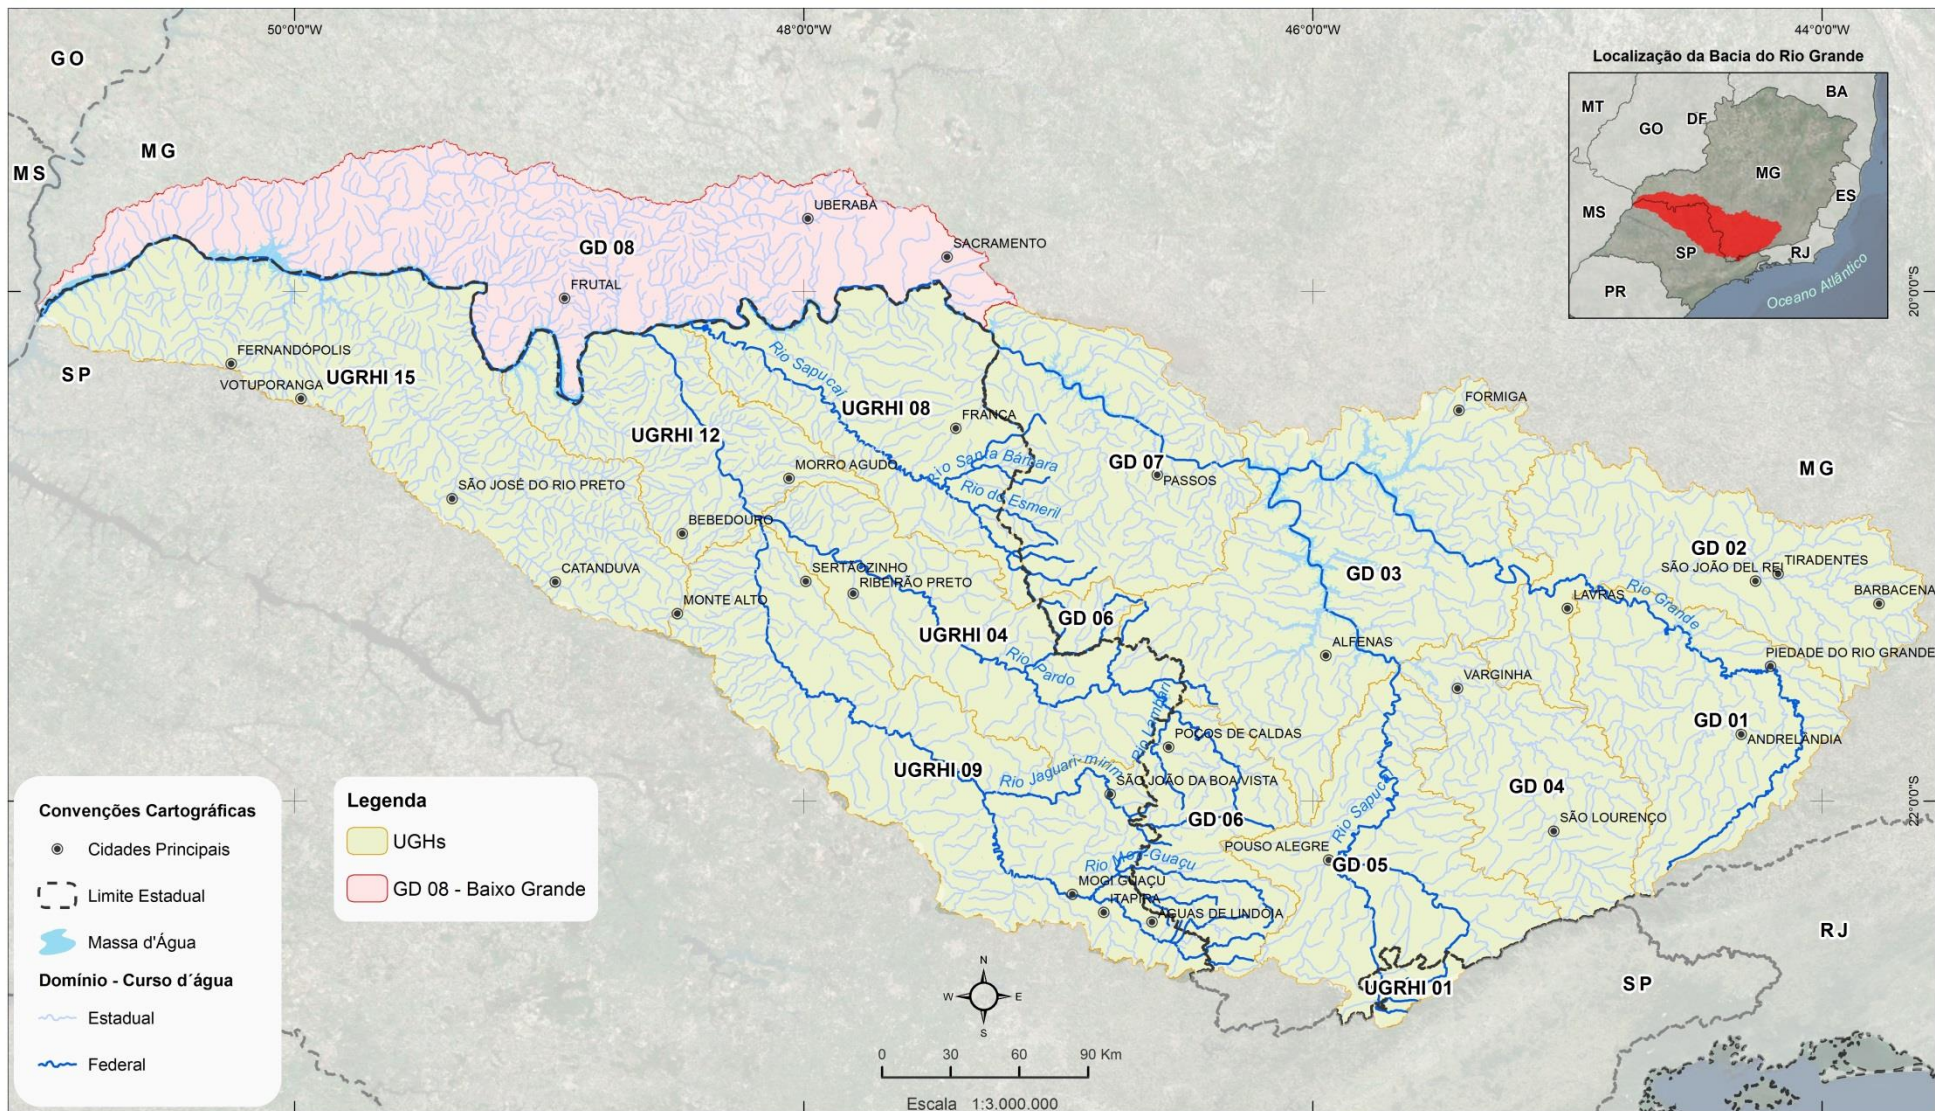 50°0'0"W
48°0'0"W
46°0'0"W
44°0'0"W
GO
MG
MS
SP
GD 08
UBERABA
SACRAMENTO
FRUTAL
FERNANDÓPOLIS
VOTUPORANGA
UGRHI 15
UGRHI 12
Rio Sapucaí
UGRHI 08
FRANCA
MORRO AGUDO
Rio Santa Bárbara
Rio do Esmeril
GD 07
PASSOS
FORMIGA
MG
SÃO JOSÉ DO RIO PRETO
BEBEDOURO
CATANDUVA
SERTÃOZINHO
RIBEIRÃO PRETO
MONTE ALTO
UGRHI 04
GD 06
Rio Pardo
GD 03
GD 02
SÃO JOÃO DEL REI
TIRADENTES
BARBACENA
LAVRAS
Rio Grande
ALFENAS
VARGINHA
PIEDADE DO RIO GRANDE
GD 01
ANDRELÂNDIA
Rio Lambari
POÇOS DE CALDAS
UGRHI 09
Rio Jaguari-mirim
SÃO JOÃO DA BOA VISTA
GD 06
GD 04
SÃO LOURENÇO
Rio Sapucaí
POUSO ALEGRE
GD 05
Rio Moji-Guaçu
MOGI GUAÇU
ITAPIRA
ÁGUAS DE LINDÓIA
UGRHI 01
RJ
SP
20°0'0"S
22°0'0"S
Localização da Bacia do Rio Grande
MT
GO
DF
BA
MG
ES
MS
SP
RJ
PR
Oceano Atlântico
Convenções Cartográficas
Cidades Principais
Limite Estadual
Massa d'Água
Domínio - Curso d´água
Estadual
Federal
Legenda
UGHs
GD 08 - Baixo Grande
N
W
E
S
0 30 60 90 Km
Escala 1:3.000.000